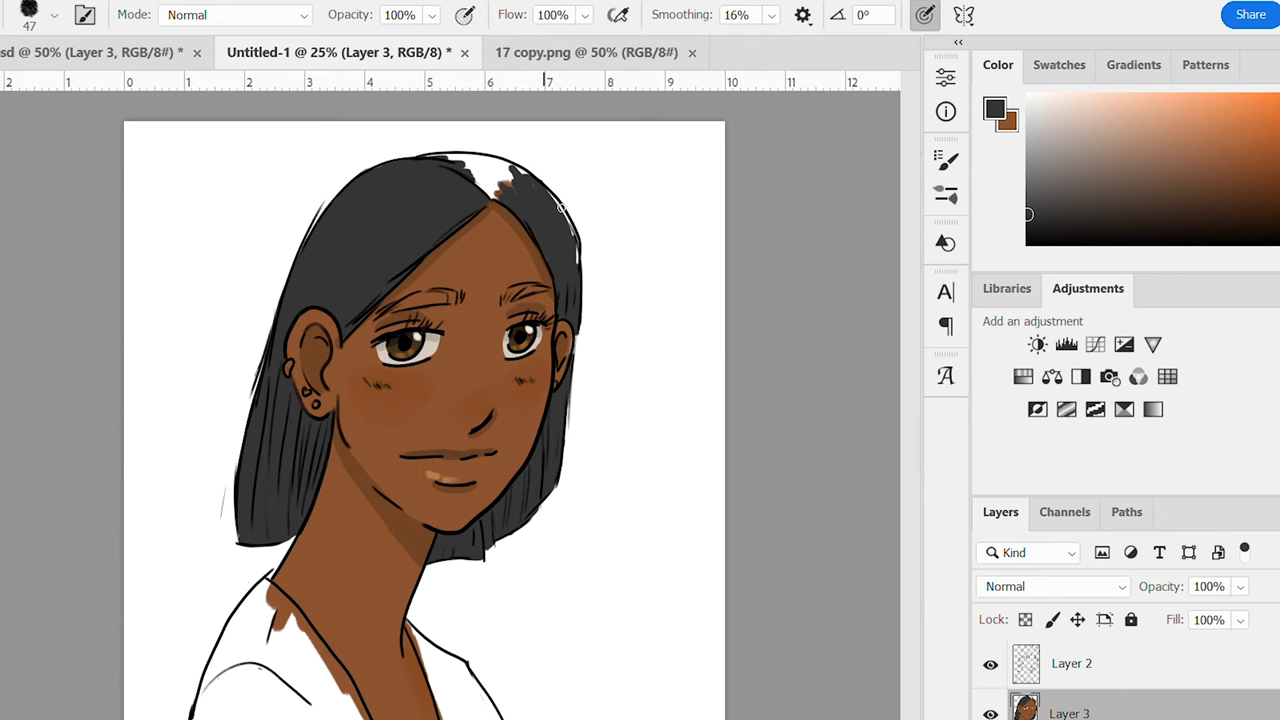 47 Mode: Normal Opacity: 100% Flow: 100% Smoothing: 16% 0° Share
sd @ 50% (Layer 3, RGB/8#) * × Untitled-1 @ 25% (Layer 3, RGB/8) * × 17 copy.png @ 50% (RGB/8#) ×
2 1 0 1 2 3 4 5 6 7 8 9 10 11 12
Color Swatches Gradients Patterns
Libraries Adjustments
Add an adjustment
Layers Channels Paths
Kind
Normal Opacity: 100%
Lock: Fill: 100%
Layer 2
Layer 3